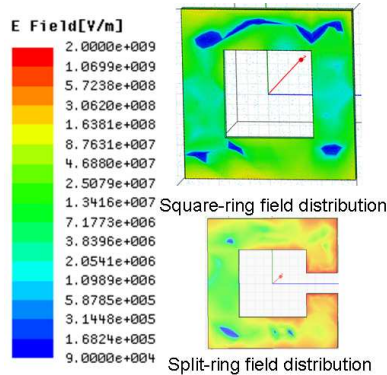 E Field[V/m]
2.0000e+009
1.0699e+009
5.7238e+008
3.0620e+008
1.6381e+008
8.7631e+007
4.6880e+007
2.5079e+007
1.3416e+007
7.1773e+006
3.8396e+006
2.0541e+006
1.0989e+006
5.8785e+005
3.1448e+005
1.6824e+005
9.0000e+004
Square-ring field distribution
Split-ring field distribution